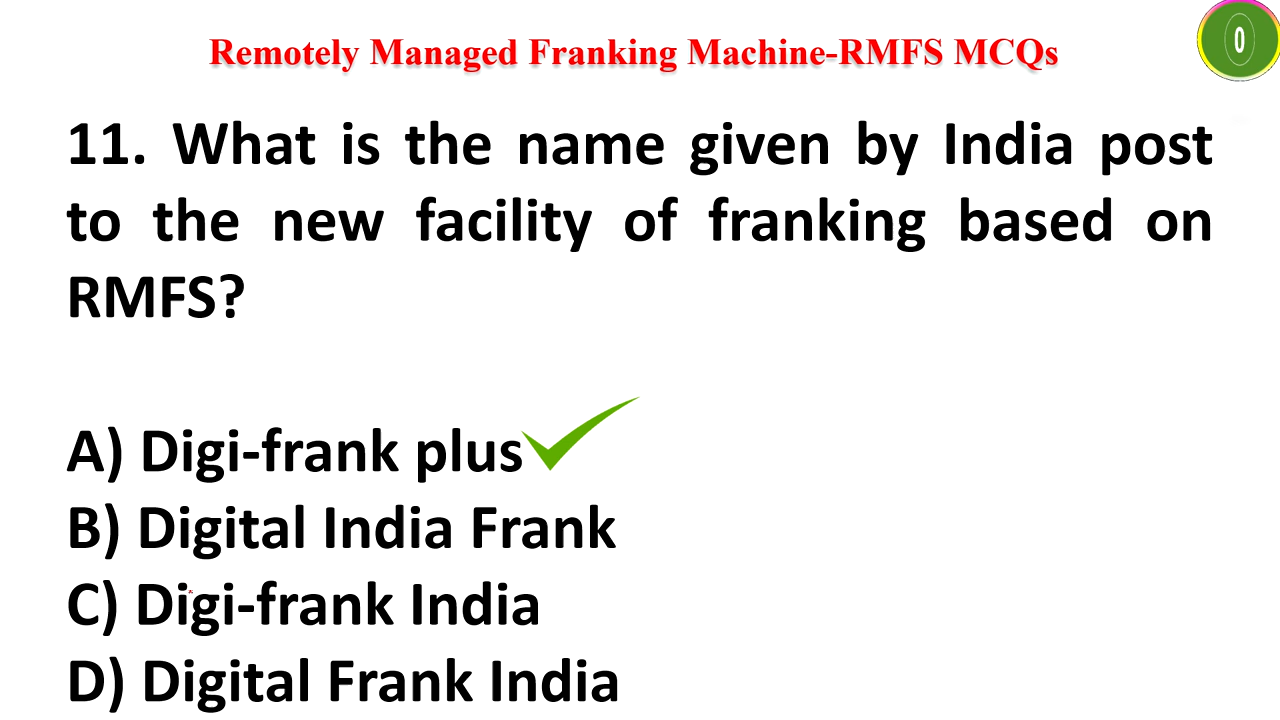 Remotely Managed Franking Machine-RMFS MCQs
0
11. What is the name given by India post
to the new facility of franking based on
RMFS?
A) Digi-frank plus
B) Digital India Frank
C) Digi-frank India
D) Digital Frank India